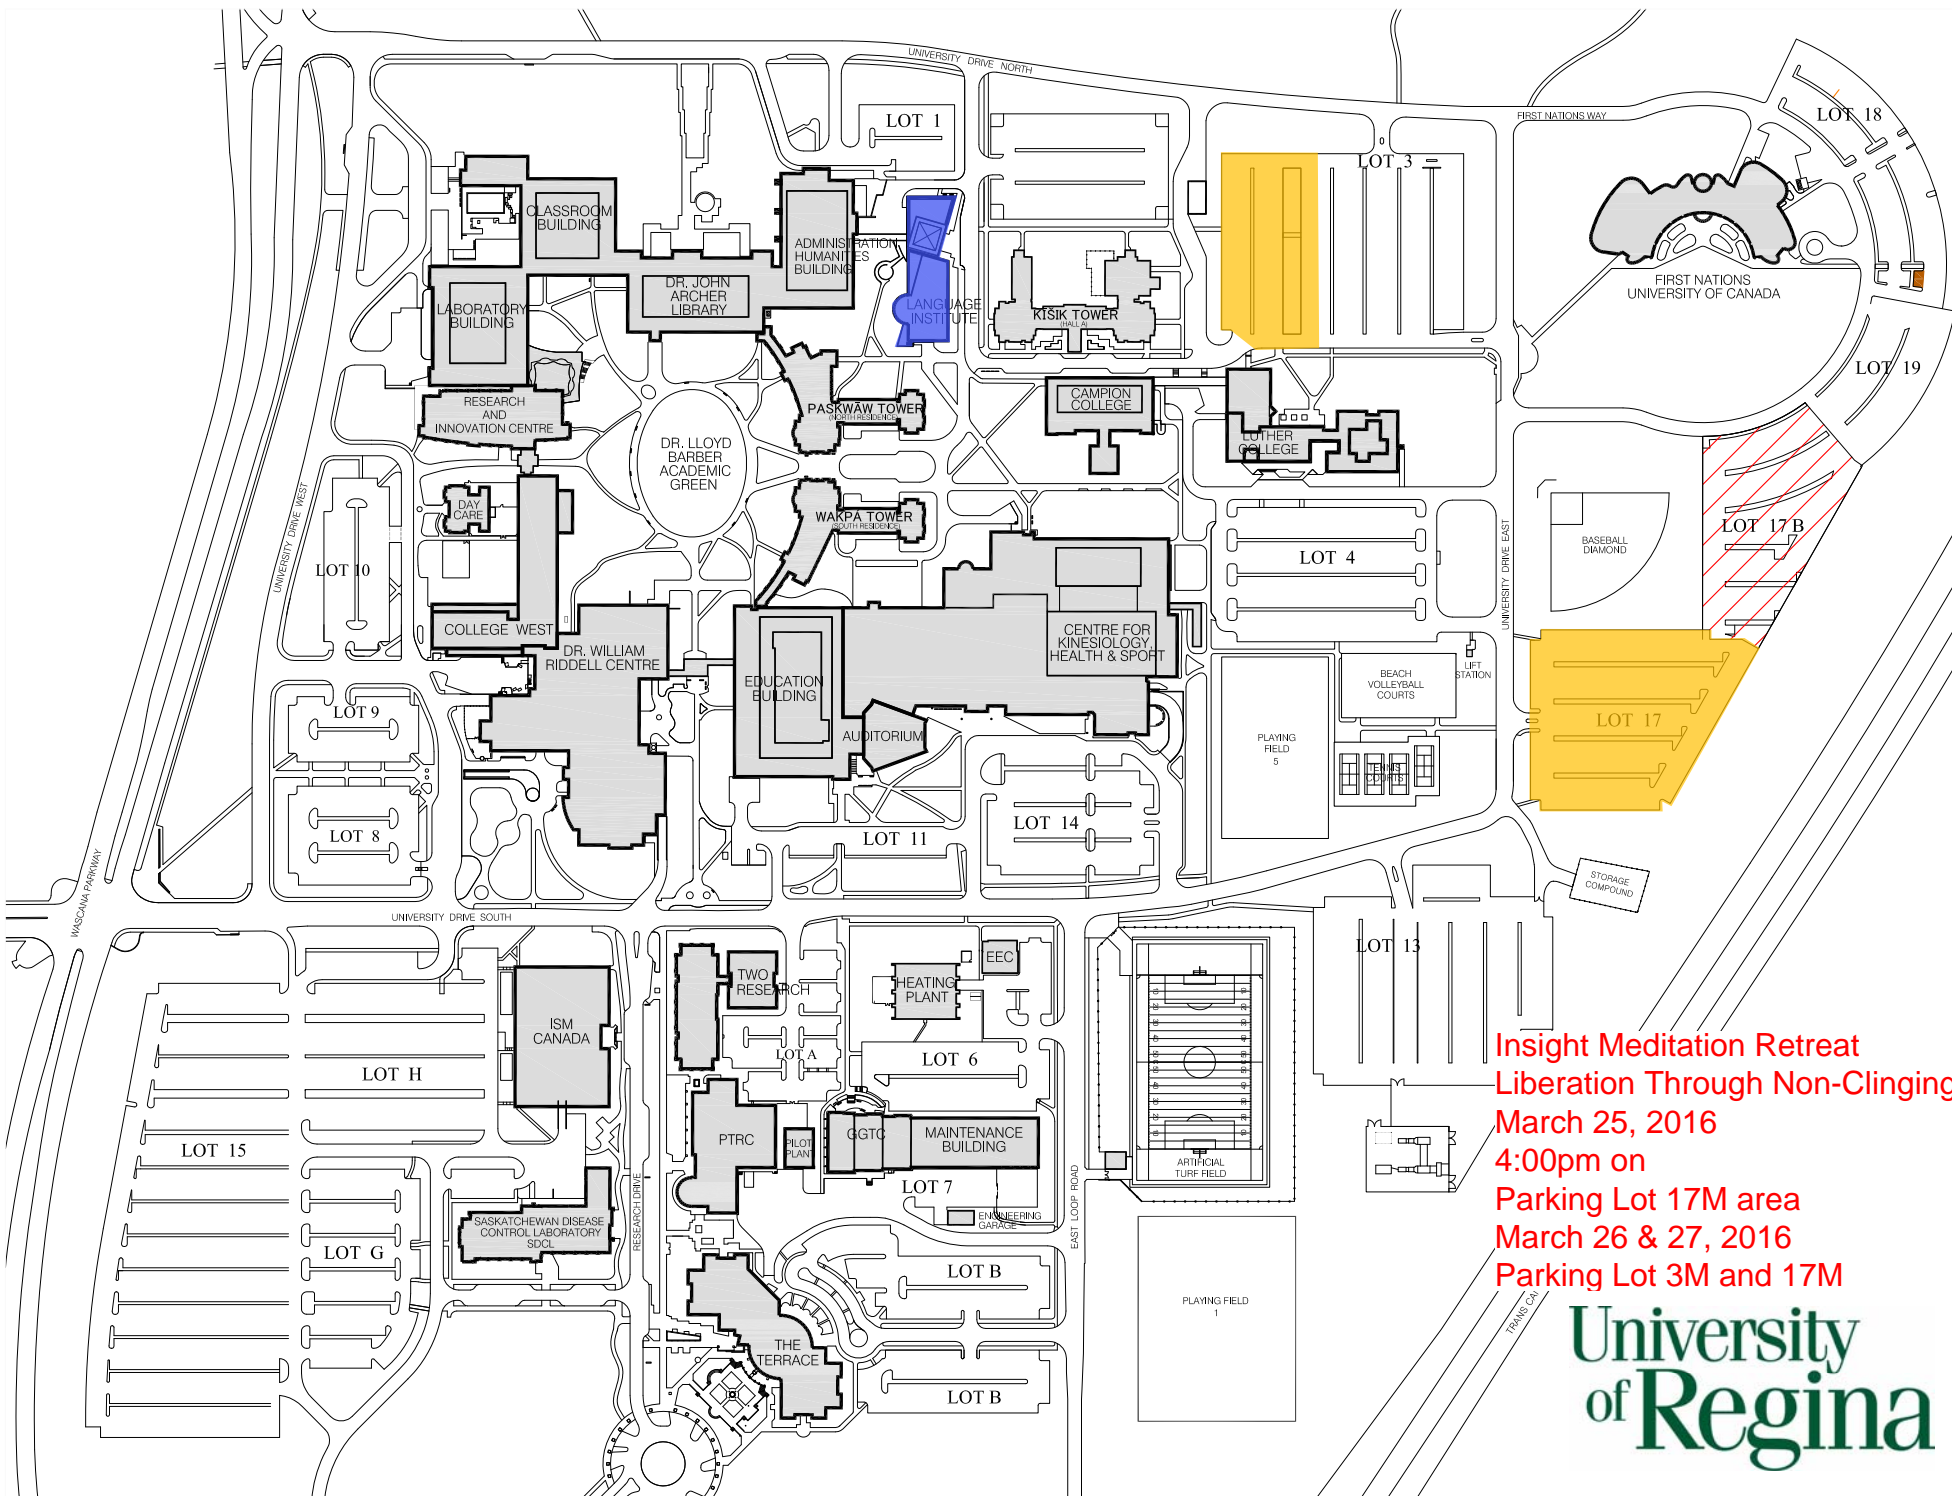 UNIVERSITY DRIVE NORTH
LOT 1
FIRST NATIONS WAY
LOT 18
LOT 3
CLASSROOM
BUILDING
ADMINISTRATION
HUMANITIES
BUILDING
DR. JOHN
ARCHER
LIBRARY
LABORATORY
BUILDING
LANGUAGE
INSTITUTE
KĪSIK TOWER
(HALL A)
FIRST NATIONS
UNIVERSITY OF CANADA
LOT 19
RESEARCH
AND
INNOVATION CENTRE
PASKWĀW TOWER
(NORTH RESIDENCE)
CAMPION
COLLEGE
LUTHER
COLLEGE
DR. LLOYD
BARBER
ACADEMIC
GREEN
DAY
CARE
WAKPĀ TOWER
(SOUTH RESIDENCE)
UNIVERSITY DRIVE WEST
LOT 10
LOT 4
UNIVERSITY DRIVE EAST
BASEBALL
DIAMOND
LOT 17 B
COLLEGE WEST
DR. WILLIAM
RIDDELL CENTRE
CENTRE FOR
KINESIOLOGY,
HEALTH & SPORT
EDUCATION
BUILDING
LIFT
STATION
BEACH
VOLLEYBALL
COURTS
LOT 9
LOT 17
AUDITORIUM
PLAYING
FIELD
5
TENNIS
COURTS
LOT 8
LOT 11
LOT 14
STORAGE
COMPOUND
WASCANA PARKWAY
UNIVERSITY DRIVE SOUTH
LOT 13
TWO
RESEARCH
HEATING
PLANT
EEC
ISM
CANADA
LOT A
LOT 6
LOT H
LOT 15
PTRC
PILOT
PLANT
GGTC
MAINTENANCE
BUILDING
ARTIFICIAL
TURF FIELD
LOT 7
ENGINEERING
GARAGE
EAST LOOP ROAD
RESEARCH DRIVE
SASKATCHEWAN DISEASE
CONTROL LABORATORY
SDCL
LOT G
LOT B
PLAYING FIELD
1
THE
TERRACE
LOT B
TRANS CA
Insight Meditation Retreat
Liberation Through Non-Clinging
March 25, 2016
4:00pm on
Parking Lot 17M area
March 26 & 27, 2016
Parking Lot 3M and 17M
University
of Regina